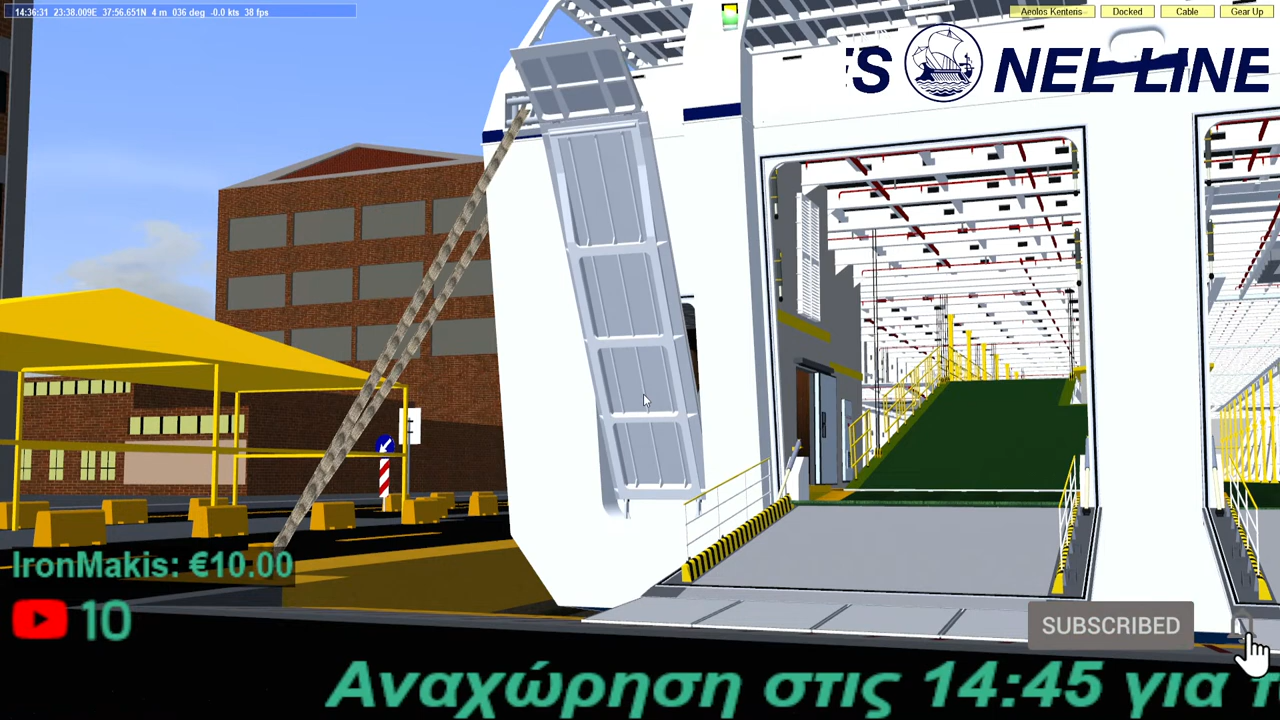 14:36:31 23:38.009E 37:56.651N 4 m 036 deg -0.0 kts 38 fps
Aeolos Kenteris Docked Cable Gear Up
S NEL LINE
IronMakis: €10.00
10
SUBSCRIBED
Αναχώρηση στις 14:45 για